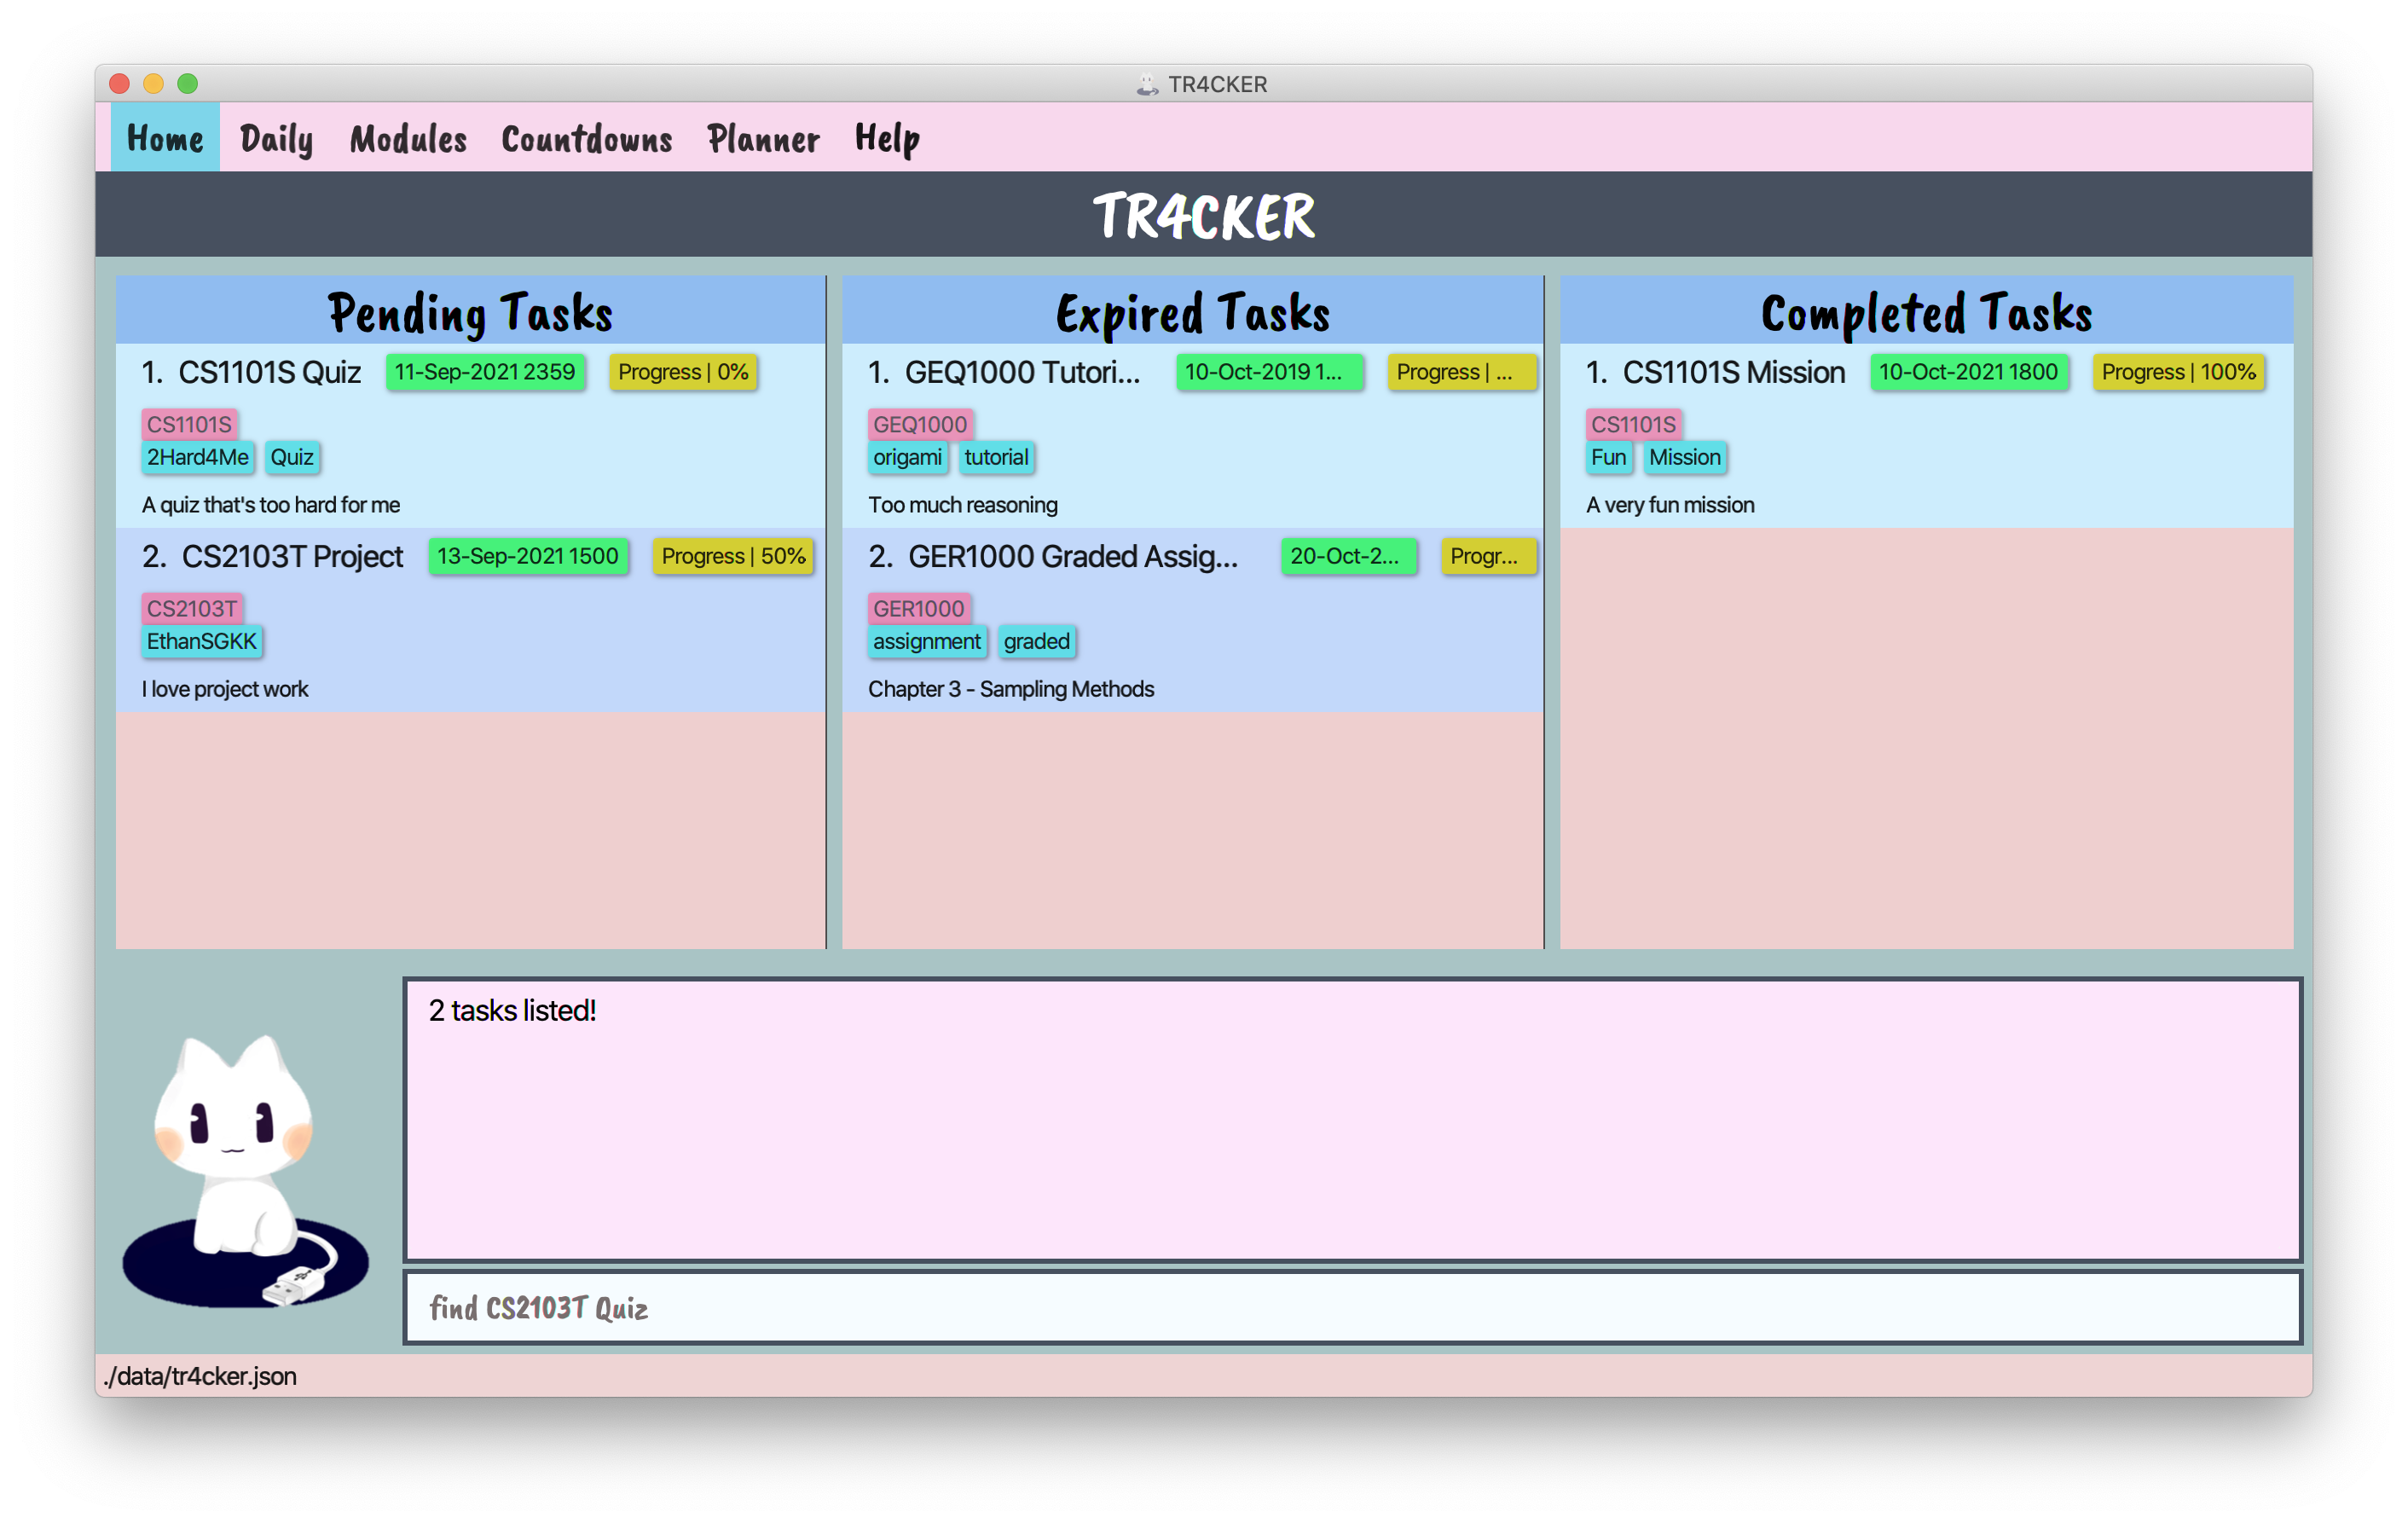 TR4CKER
Home Daily Modules Countdowns Planner Help
TR4CKER
Pending Tasks
1. CS1101S Quiz 11-Sep-2021 2359 Progress | 0%
CS1101S
2Hard4Me Quiz
A quiz that's too hard for me
2. CS2103T Project 13-Sep-2021 1500 Progress | 50%
CS2103T
EthanSGKK
I love project work
Expired Tasks
1. GEQ1000 Tutori... 10-Oct-2019 1... Progress | ...
GEQ1000
origami tutorial
Too much reasoning
2. GER1000 Graded Assig... 20-Oct-2... Progr...
GER1000
assignment graded
Chapter 3 - Sampling Methods
Completed Tasks
1. CS1101S Mission 10-Oct-2021 1800 Progress | 100%
CS1101S
Fun Mission
A very fun mission
2 tasks listed!
find CS2103T Quiz
./data/tr4cker.json